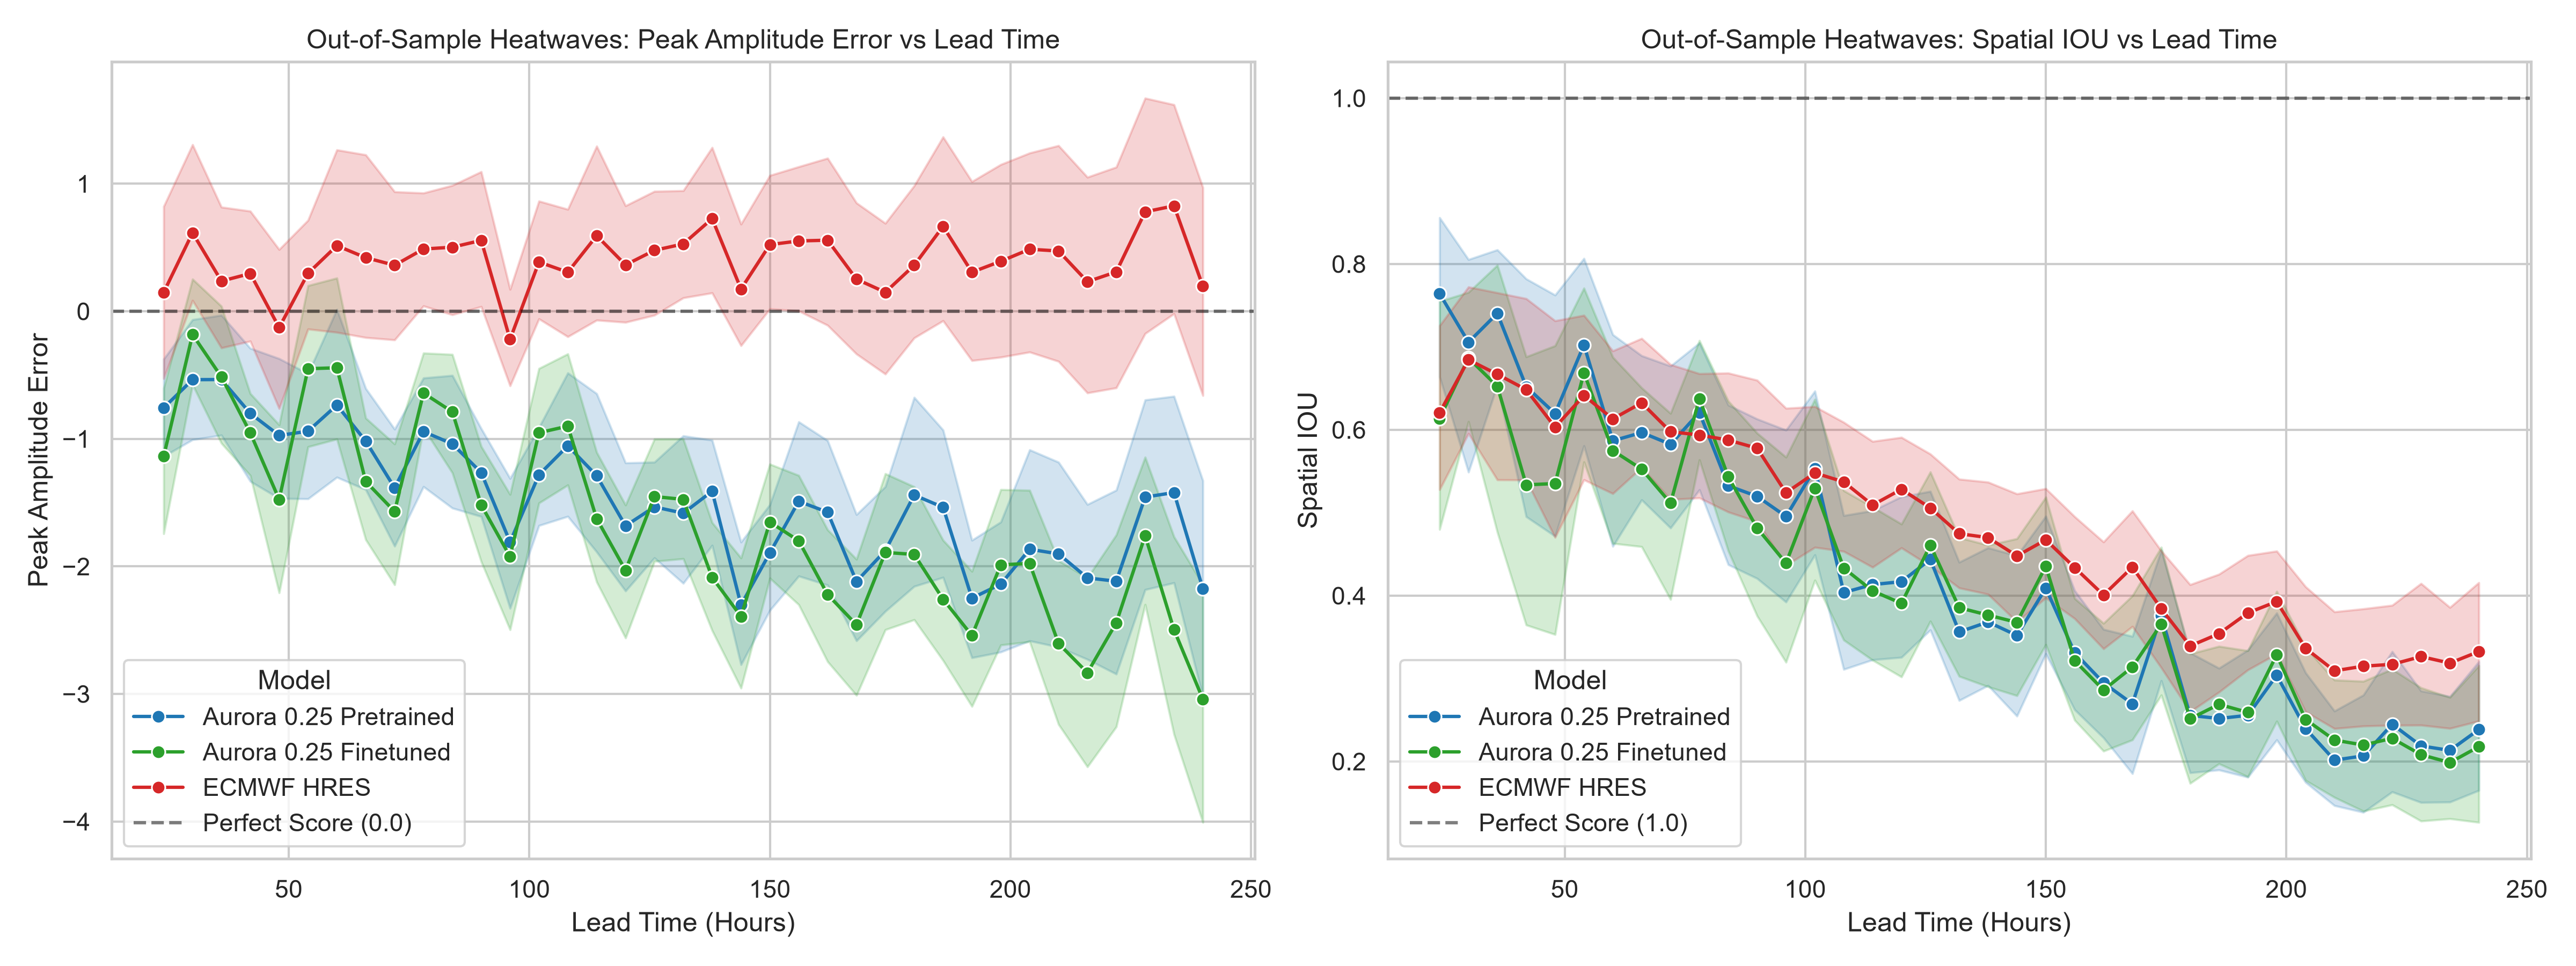 Out-of-Sample Heatwaves: Peak Amplitude Error vs Lead Time
Peak Amplitude Error
1
0
−1
−2
−3
−4
Model
Aurora 0.25 Pretrained
Aurora 0.25 Finetuned
ECMWF HRES
Perfect Score (0.0)
50
100
150
200
250
Lead Time (Hours)
Out-of-Sample Heatwaves: Spatial IOU vs Lead Time
Spatial IOU
1.0
0.8
0.6
0.4
0.2
Model
Aurora 0.25 Pretrained
Aurora 0.25 Finetuned
ECMWF HRES
Perfect Score (1.0)
50
100
150
200
250
Lead Time (Hours)